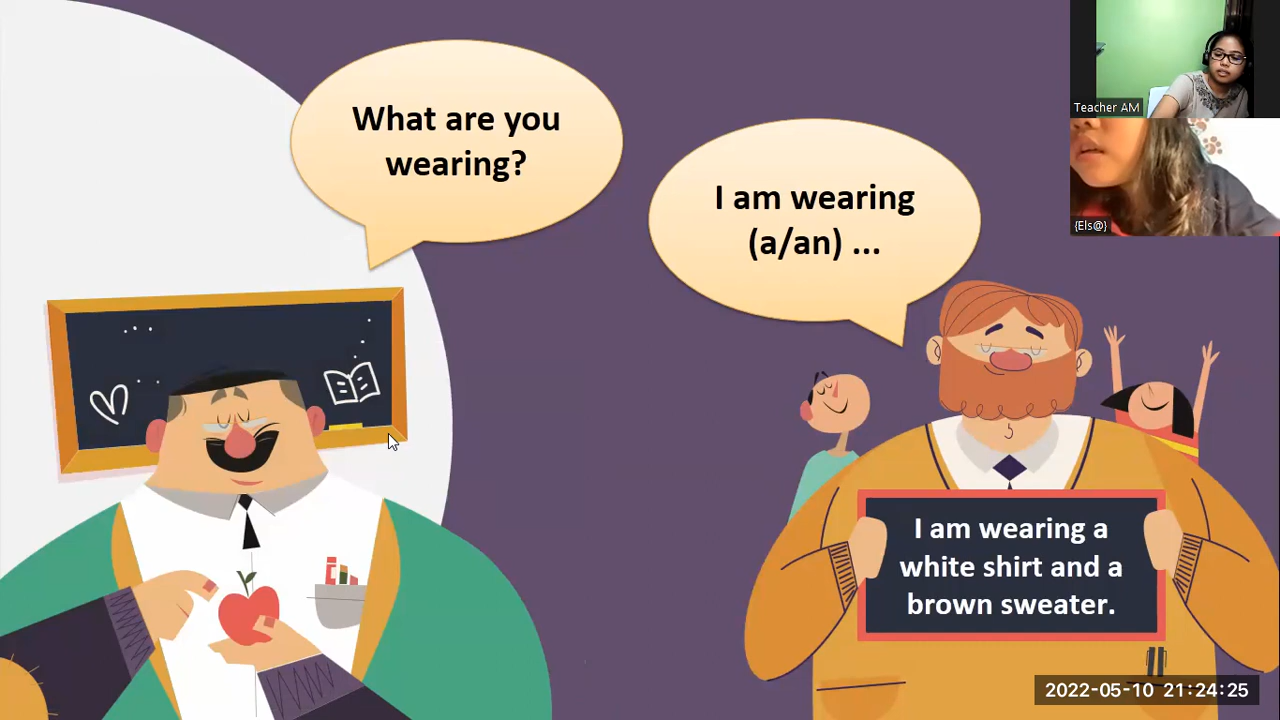 What are you
wearing?
I am wearing
(a/an) ...
I am wearing a
white shirt and a
brown sweater.
Teacher AM
{Els@}
2022-05-10 21:24:25